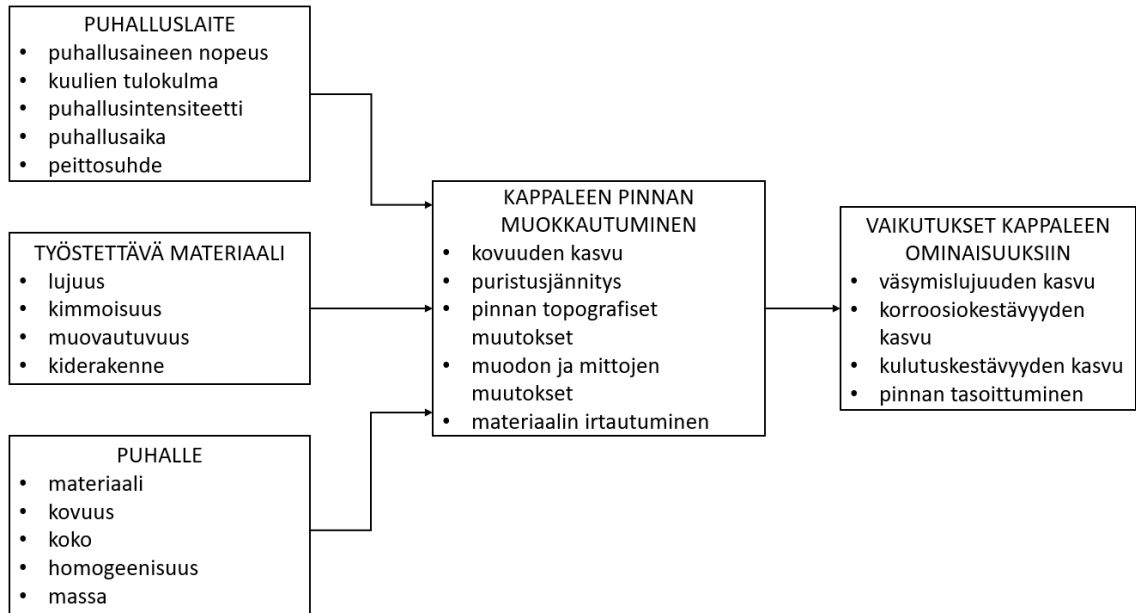 PUHALLUSLAITE
• puhallusaineen nopeus
• kuulien tulokulma
• puhallusintensiteetti
• puhallusaika
• peittosuhde
TYÖSTETTÄVÄ MATERIAALI
• lujuus
• kimmoisuus
• muovautuvuus
• kiderakenne
PUHALLE
• materiaali
• kovuus
• koko
• homogeenisuus
• massa
KAPPALEEN PINNAN
MUOKKAUTUMINEN
• kovuuden kasvu
• puristusjännitys
• pinnan topografiset
muutokset
• muodon ja mittojen
muutokset
• materiaalin irtautuminen
VAIKUTUKSET KAPPALEEN
OMINAISUUKSIIN
• väsymislujuuden kasvu
• korroosiokestävyyden
kasvu
• kulutuskestävyyden kasvu
• pinnan tasoittuminen